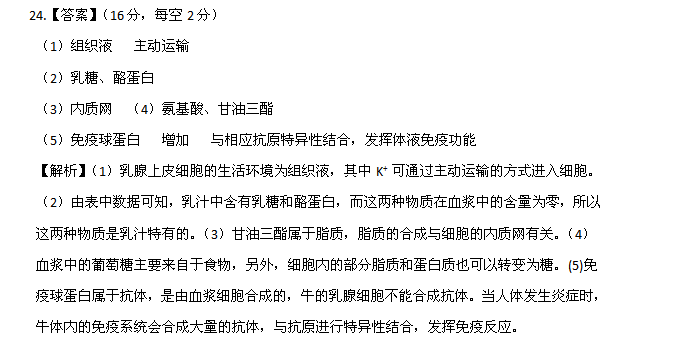 24.【答案】（16分，每空 2 分）
（1）组织液 主动运输
（2）乳糖、酪蛋白
（3）内质网 （4）氨基酸、甘油三酯
（5）免疫球蛋白 增加 与相应抗原特异性结合，发挥体液免疫功能
【解析】（1）乳腺上皮细胞的生活环境为组织液，其中 K⁺ 可通过主动运输的方式进入细胞。
（2）由表中数据可知，乳汁中含有乳糖和酪蛋白，而这两种物质在血浆中的含量为零，所以
这两种物质是乳汁特有的。（3）甘油三酯属于脂质，脂质的合成与细胞的内质网有关。（4）
血浆中的葡萄糖主要来自于食物，另外，细胞内的部分脂质和蛋白质也可以转变为糖。(5)免
疫球蛋白属于抗体，是由血浆细胞合成的，牛的乳腺细胞不能合成抗体。当人体发生炎症时，
牛体内的免疫系统会合成大量的抗体，与抗原进行特异性结合，发挥免疫反应。